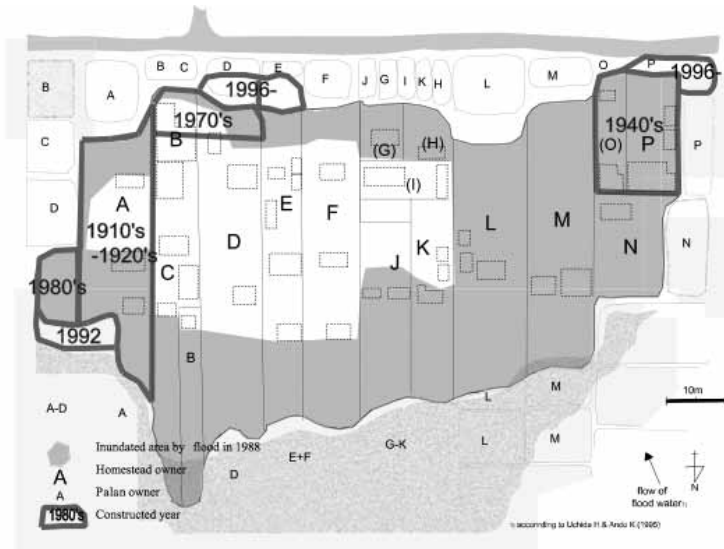 B C D E
O P
1996-
B A 1996- F J G I K H L M
1970's
1940's
B (G) (H) (O) P
C (I) P
D A E F
1910's
-1920's
D K L M
C J N N
1980's
1992
B
A-D A L M
E+F G-K L M
D
10m
Inundated area by flood in 1988
A Homestead owner
A Palan owner
1980's Constructed year
flow of
flood water
N
according to Uchida H.& Ando K.(1995)